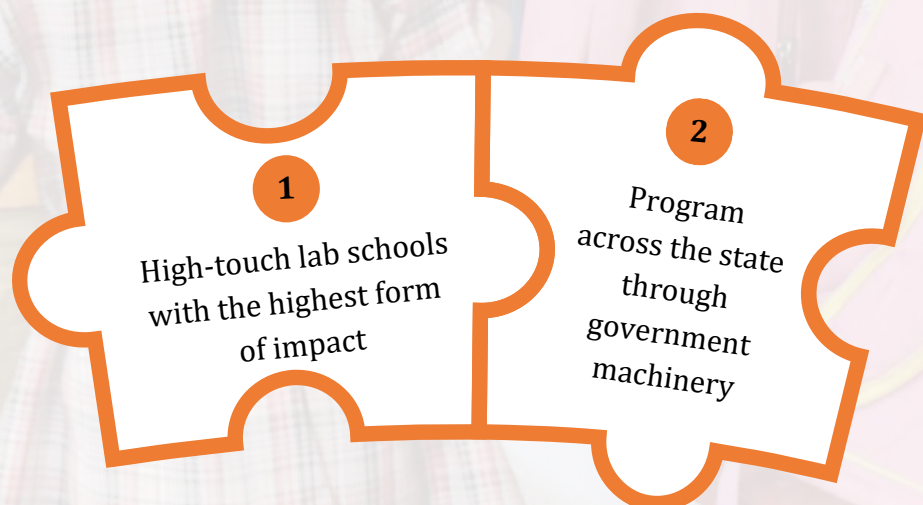 1
High-touch lab schools
with the highest form
of impact
2
Program
across the state
through
government
machinery